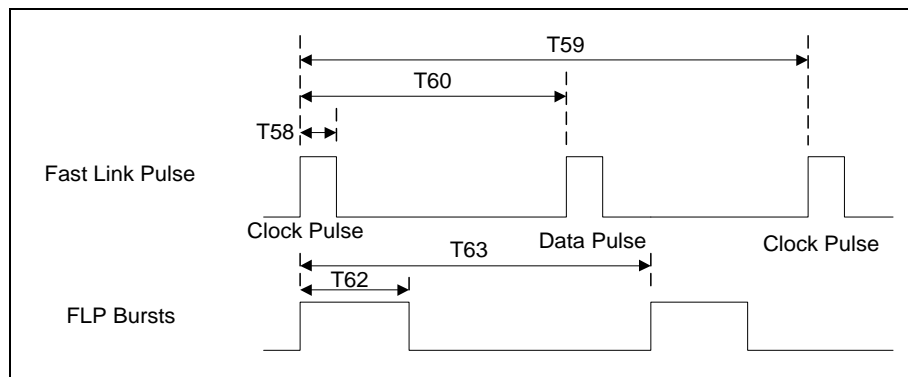 T59
T60
T58
Fast Link Pulse
Clock Pulse
Data Pulse
Clock Pulse
T63
T62
FLP Bursts